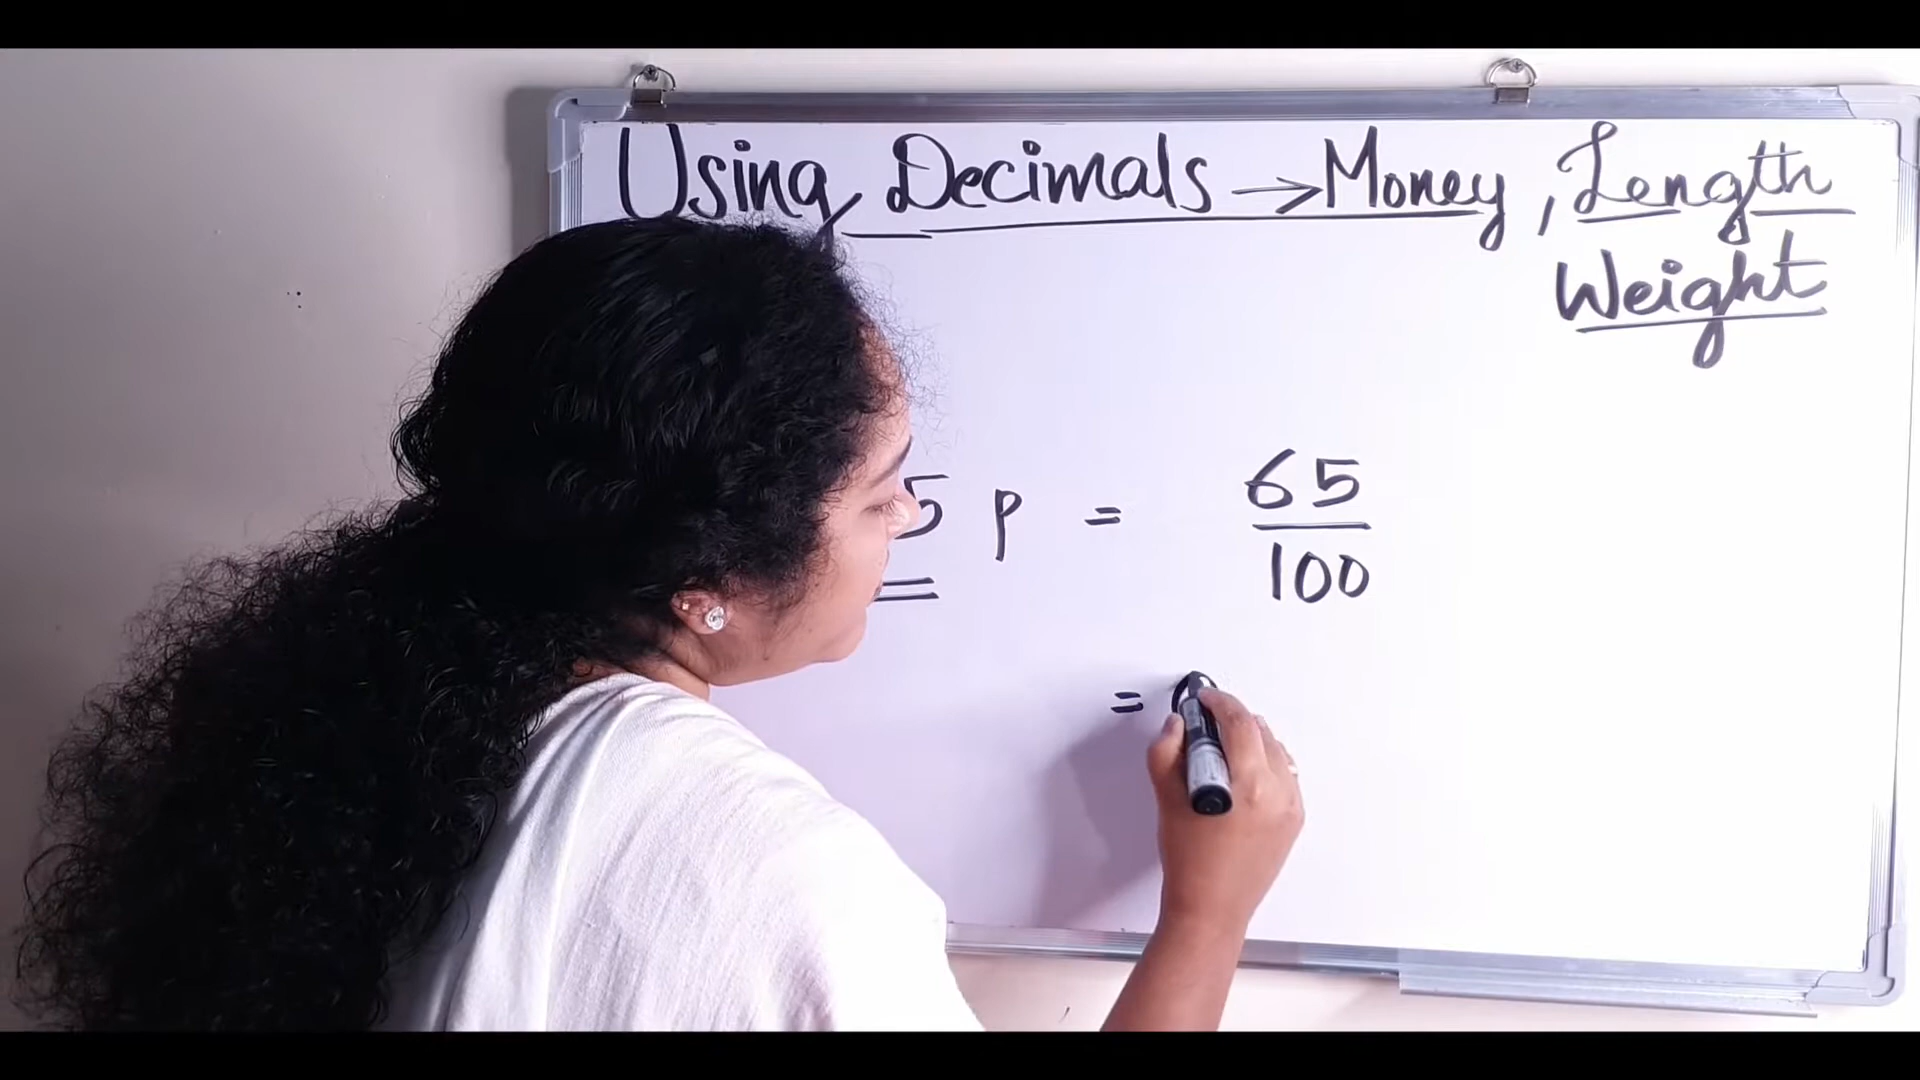 Using Decimals → Money, Length
Weight
5 p = 65/100
=